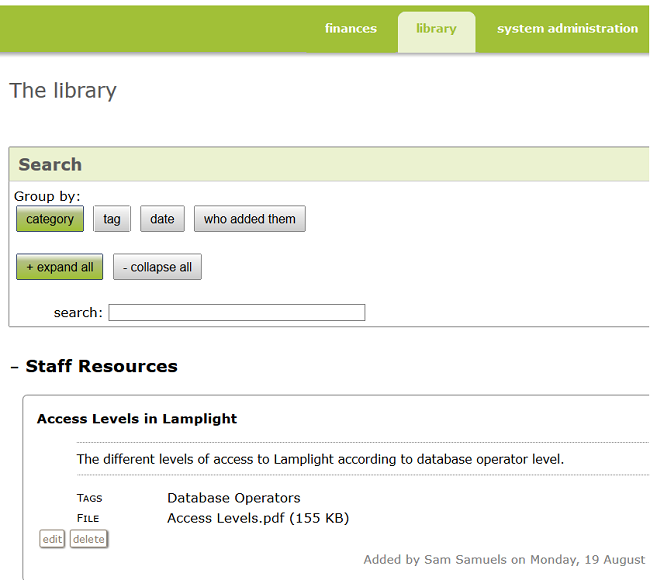 finances library system administration
The library
Search
Group by:
category tag date who added them
+ expand all - collapse all
search:
– Staff Resources
Access Levels in Lamplight
The different levels of access to Lamplight according to database operator level.
Tags Database Operators
File Access Levels.pdf (155 KB)
edit delete
Added by Sam Samuels on Monday, 19 August